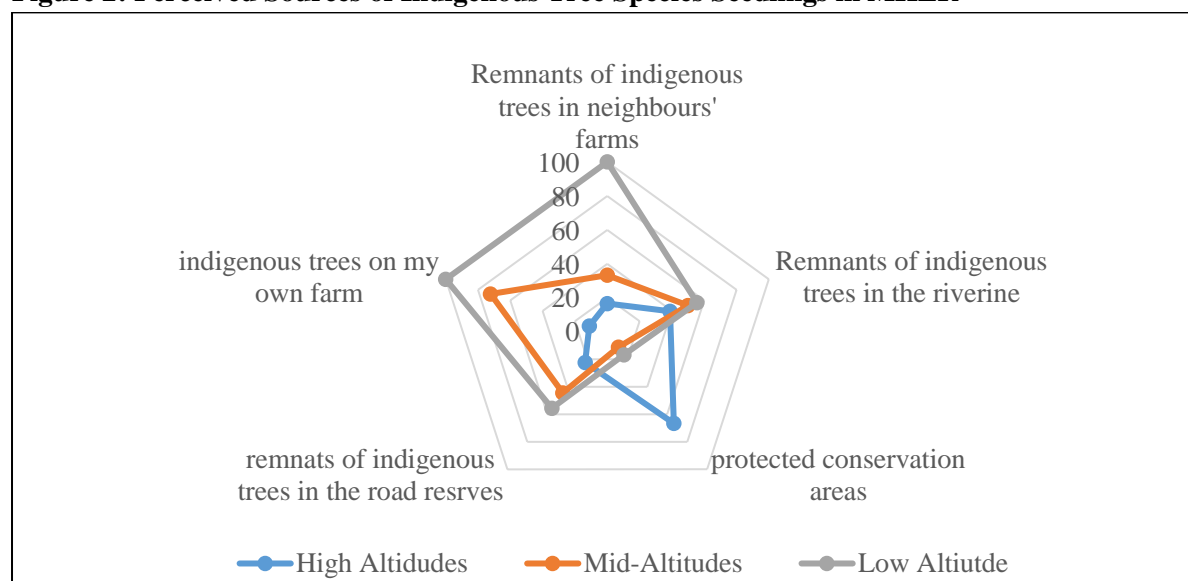 Remnants of indigenous
trees in neighbours'
farms
100
80
60
40
20
0
indigenous trees on my
own farm
Remnants of indigenous
trees in the riverine
remnats of indigenous
trees in the road resrves
protected conservation
areas
High Altidudes
Mid-Altitudes
Low Altiutde